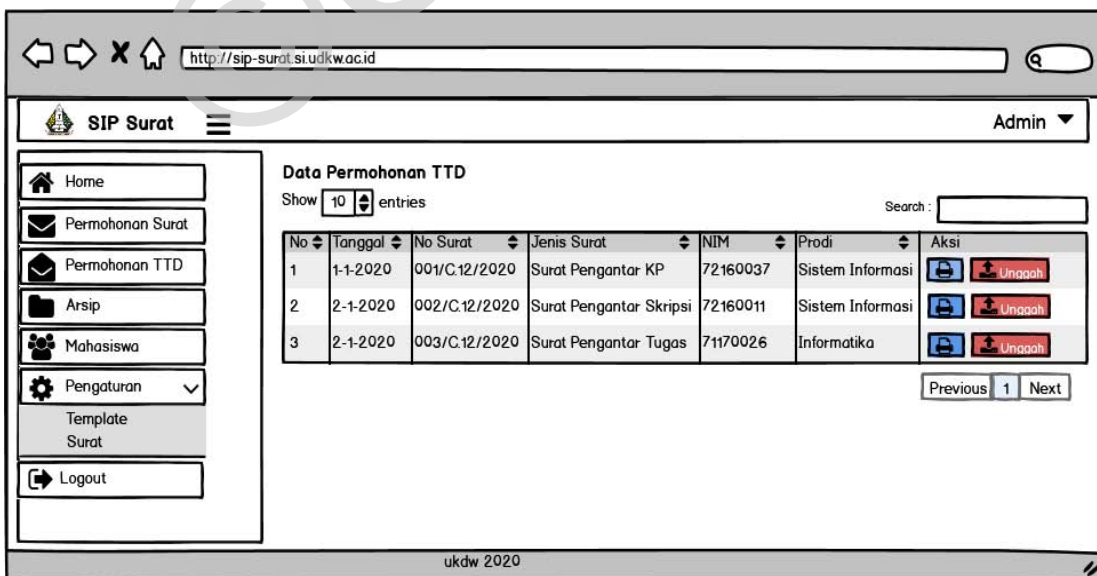 http://sip-surat.si.udkw.ac.id
SIP Surat Admin
Home
Permohonan Surat
Permohonan TTD
Arsip
Mahasiswa
Pengaturan
Template
Surat
Logout
Data Permohonan TTD
Show 10 entries
Search :
No Tanggal No Surat Jenis Surat NIM Prodi Aksi
1 1-1-2020 001/C.12/2020 Surat Pengantar KP 72160037 Sistem Informasi Unggah
2 2-1-2020 002/C.12/2020 Surat Pengantar Skripsi 72160011 Sistem Informasi Unggah
3 2-1-2020 003/C.12/2020 Surat Pengantar Tugas 71170026 Informatika Unggah
Previous 1 Next
ukdw 2020